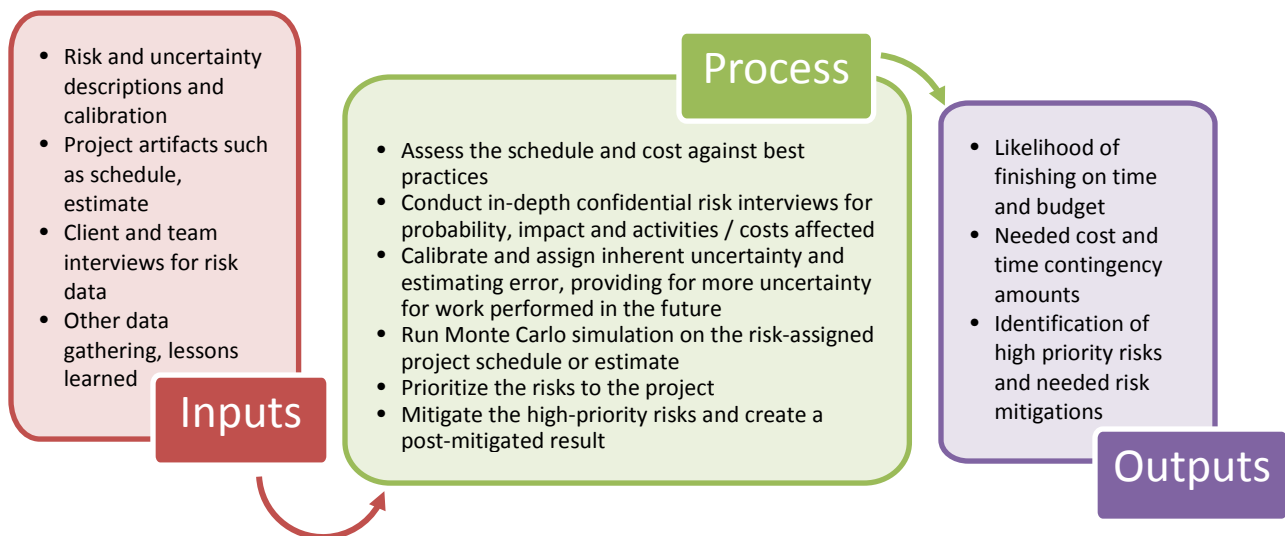 • Risk and uncertainty
descriptions and
calibration
• Project artifacts such
as schedule,
estimate
• Client and team
interviews for risk
data
• Other data
gathering, lessons
learned
Inputs
Process
• Assess the schedule and cost against best
practices
• Conduct in-depth confidential risk interviews for
probability, impact and activities / costs affected
• Calibrate and assign inherent uncertainty and
estimating error, providing for more uncertainty
for work performed in the future
• Run Monte Carlo simulation on the risk-assigned
project schedule or estimate
• Prioritize the risks to the project
• Mitigate the high-priority risks and create a
post-mitigated result
• Likelihood of
finishing on time
and budget
• Needed cost and
time contingency
amounts
• Identification of
high priority risks
and needed risk
mitigations
Outputs